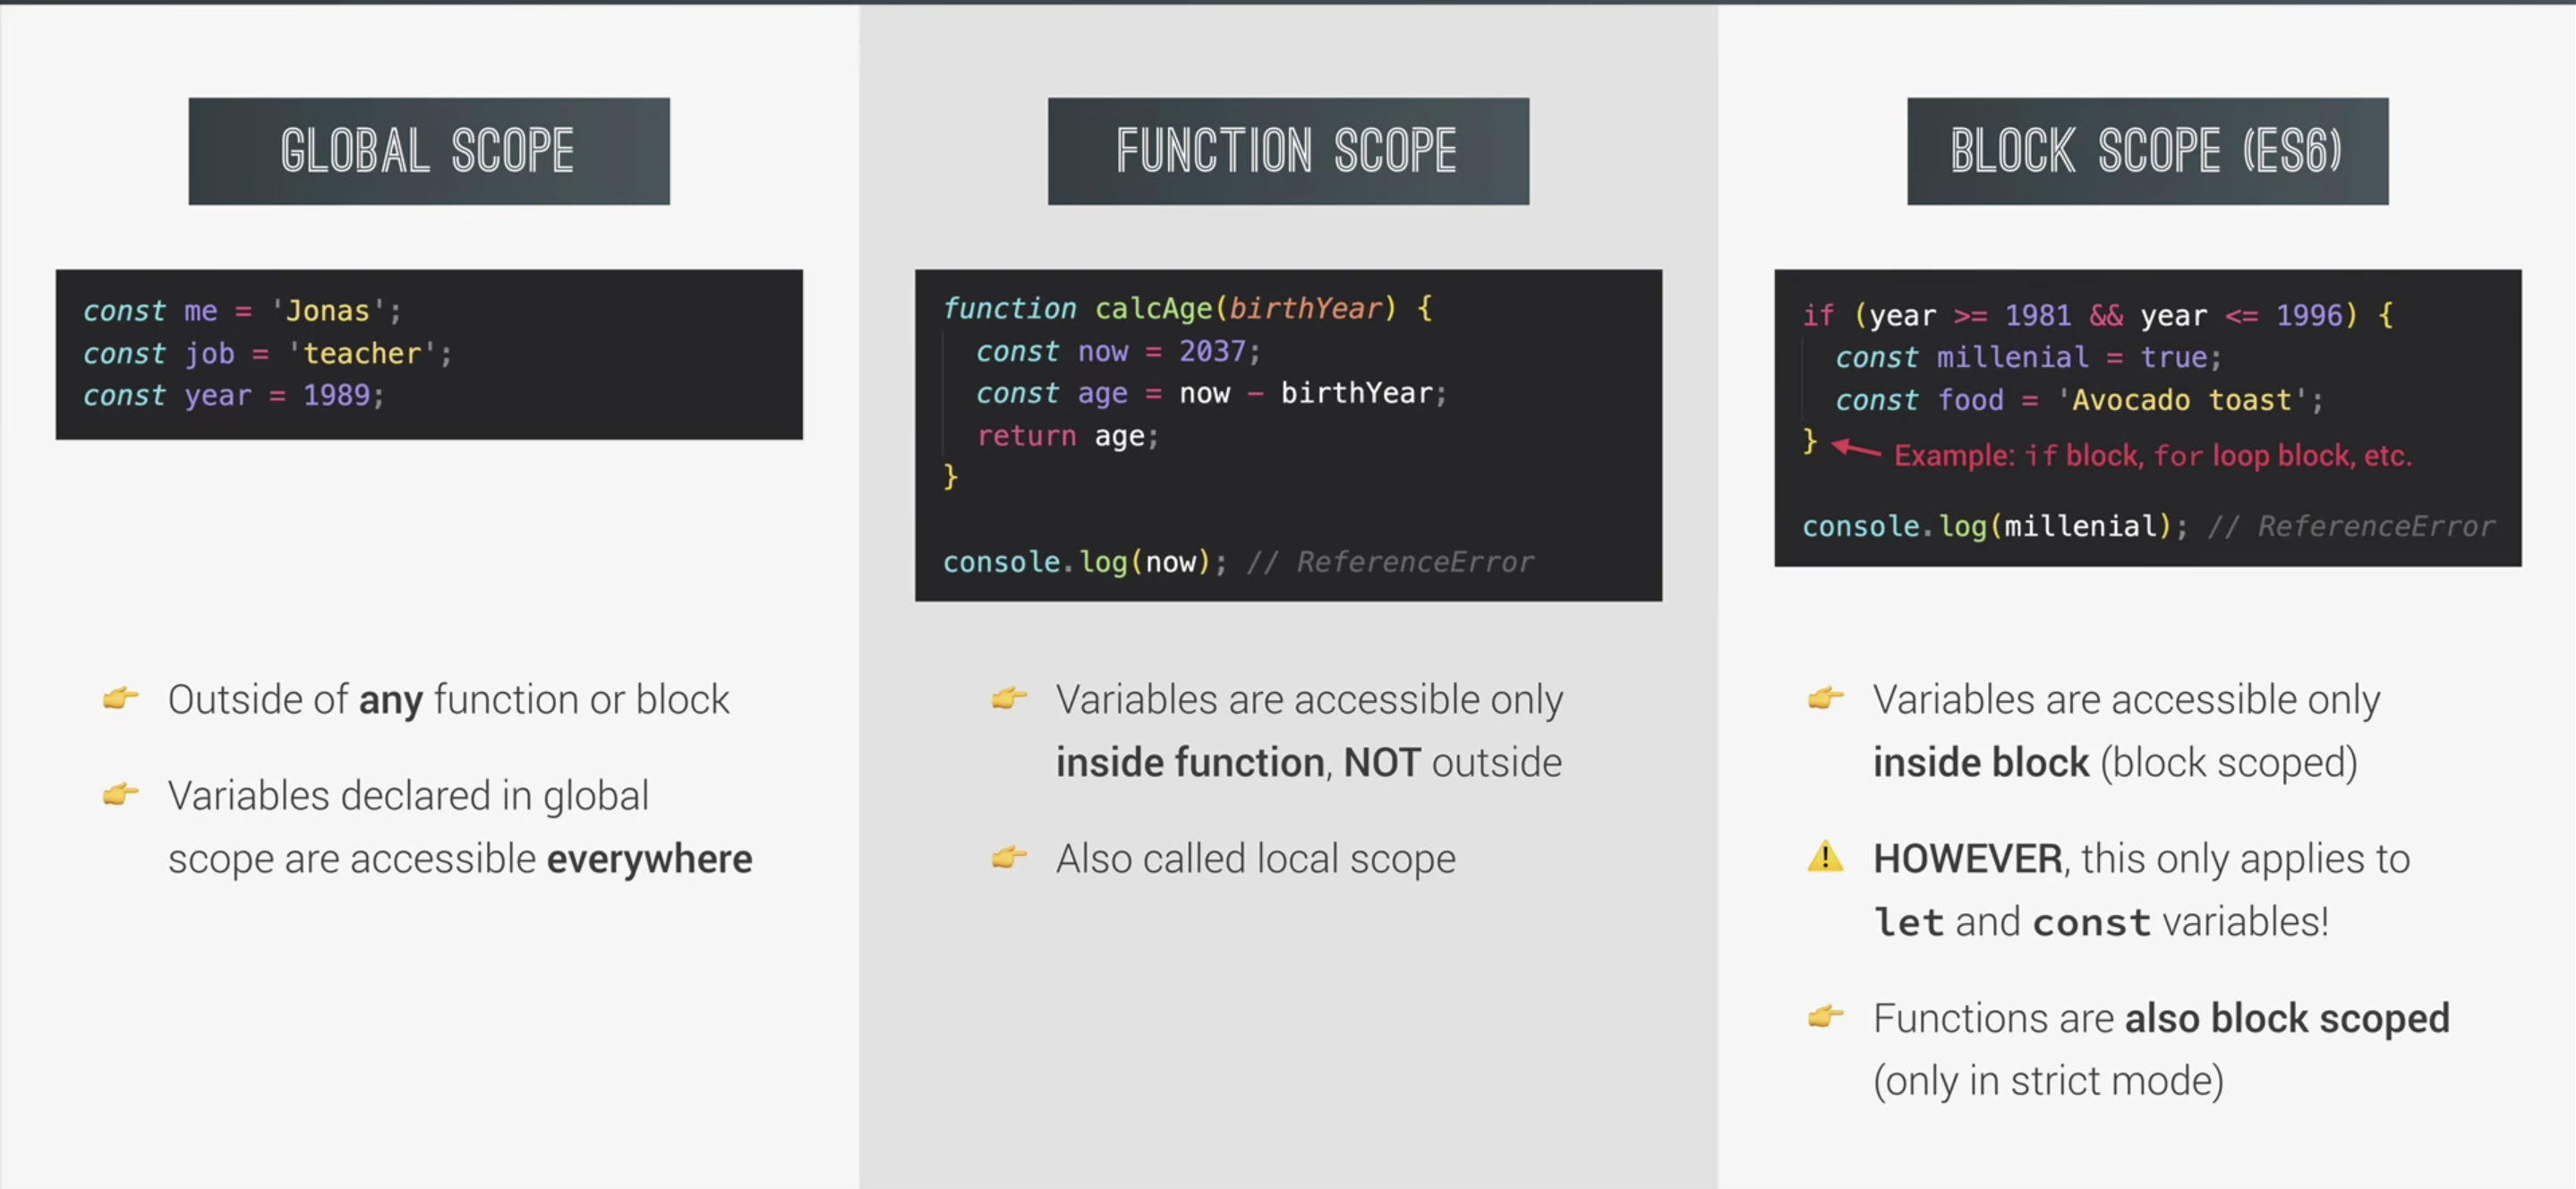 GLOBAL SCOPE
const me = 'Jonas';
const job = 'teacher';
const year = 1989;
Outside of any function or block
Variables declared in global
scope are accessible everywhere
FUNCTION SCOPE
function calcAge(birthYear) {
const now = 2037;
const age = now - birthYear;
return age;
}
console.log(now); // ReferenceError
Variables are accessible only
inside function, NOT outside
Also called local scope
BLOCK SCOPE (ES6)
if (year >= 1981 && year <= 1996) {
const millenial = true;
const food = 'Avocado toast';
} Example: if block, for loop block, etc.
console.log(millenial); // ReferenceError
Variables are accessible only
inside block (block scoped)
HOWEVER, this only applies to
let and const variables!
Functions are also block scoped
(only in strict mode)